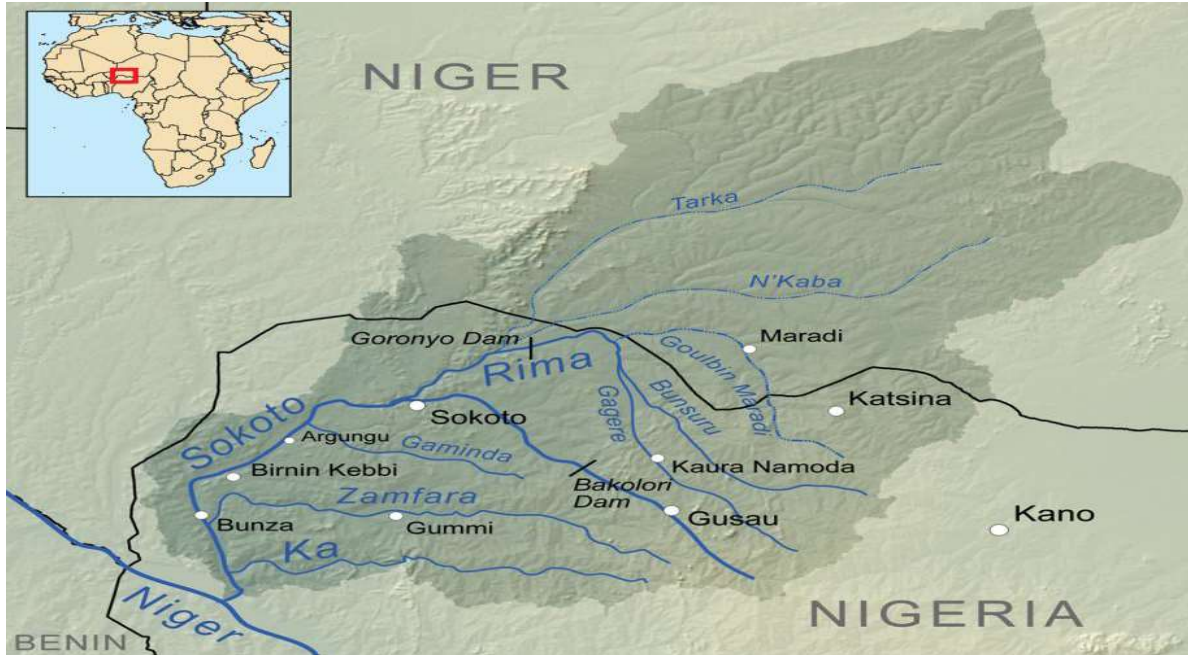 NIGER
Tarka
N'Kaba
Goronyo Dam
Maradi
Rima
Goulbin Maradi
Katsina
Sokoto
Sokoto
Gagere
Bunsuru
Argungu
Gaminda
Birnin Kebbi
Kaura Namoda
Bakolori
Dam
Zamfara
Bunza
Gummi
Gusau
Kano
Ka
Niger
NIGERIA
BENIN